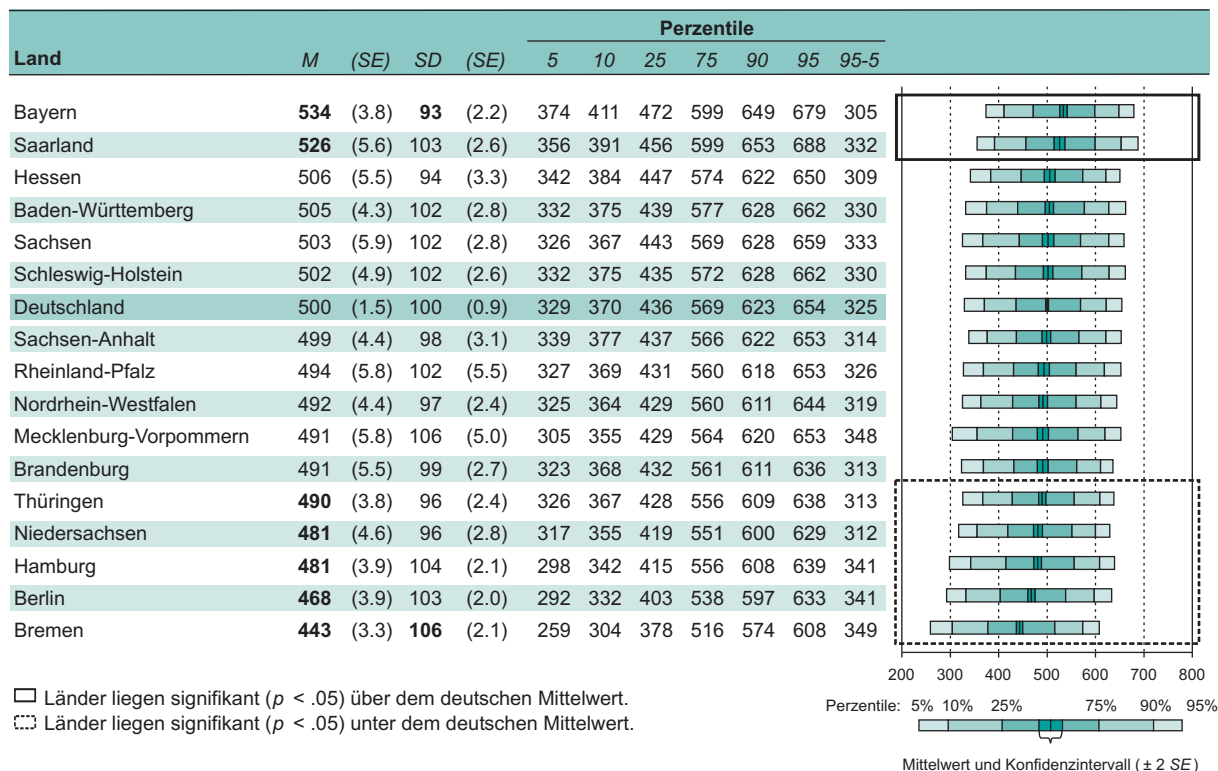 Perzentile
Land M (SE) SD (SE) 5 10 25 75 90 95 95-5
Bayern 534 (3.8) 93 (2.2) 374 411 472 599 649 679 305
Saarland 526 (5.6) 103 (2.6) 356 391 456 599 653 688 332
Hessen 506 (5.5) 94 (3.3) 342 384 447 574 622 650 309
Baden-Württemberg 505 (4.3) 102 (2.8) 332 375 439 577 628 662 330
Sachsen 503 (5.9) 102 (2.8) 326 367 443 569 628 659 333
Schleswig-Holstein 502 (4.9) 102 (2.6) 332 375 435 572 628 662 330
Deutschland 500 (1.5) 100 (0.9) 329 370 436 569 623 654 325
Sachsen-Anhalt 499 (4.4) 98 (3.1) 339 377 437 566 622 653 314
Rheinland-Pfalz 494 (5.8) 102 (5.5) 327 369 431 560 618 653 326
Nordrhein-Westfalen 492 (4.4) 97 (2.4) 325 364 429 560 611 644 319
Mecklenburg-Vorpommern 491 (5.8) 106 (5.0) 305 355 429 564 620 653 348
Brandenburg 491 (5.5) 99 (2.7) 323 368 432 561 611 636 313
Thüringen 490 (3.8) 96 (2.4) 326 367 428 556 609 638 313
Niedersachsen 481 (4.6) 96 (2.8) 317 355 419 551 600 629 312
Hamburg 481 (3.9) 104 (2.1) 298 342 415 556 608 639 341
Berlin 468 (3.9) 103 (2.0) 292 332 403 538 597 633 341
Bremen 443 (3.3) 106 (2.1) 259 304 378 516 574 608 349
200 300 400 500 600 700 800
200 300 400 500 600 700 800
Länder liegen signifikant (p < .05) über dem deutschen Mittelwert.
Länder liegen signifikant (p < .05) unter dem deutschen Mittelwert.
Perzentile: 5% 10% 25% 75% 90% 95%
Mittelwert und Konfidenzintervall (± 2 SE)